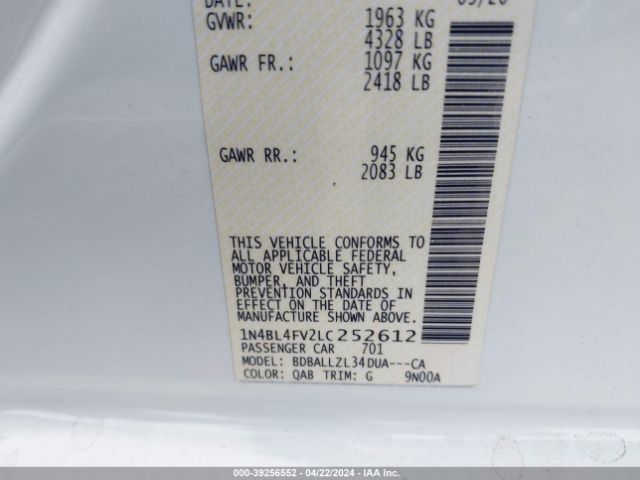 DATE:
GVWR: 1963 KG
4328 LB
GAWR FR.: 1097 KG
2418 LB
GAWR RR.: 945 KG
2083 LB
THIS VEHICLE CONFORMS TO
ALL APPLICABLE FEDERAL
MOTOR VEHICLE SAFETY,
BUMPER, AND THEFT
PREVENTION STANDARDS IN
EFFECT ON THE DATE OF
MANUFACTURE SHOWN ABOVE.
1N4BL4FV2LC252612
PASSENGER CAR 701
MODEL: BDBALLZL34DUA---CA
COLOR: QAB TRIM: G 9N00A
000-39256552 - 04/22/2024 - IAA Inc.